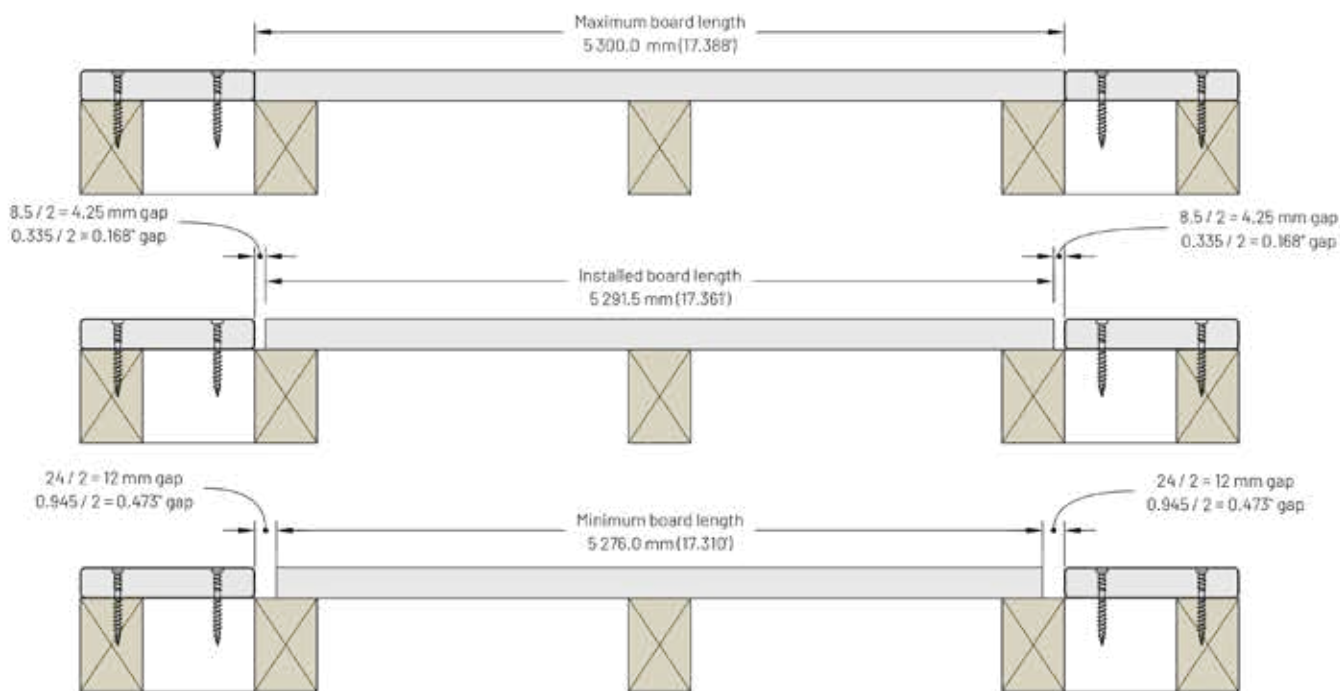 Maximum board length
5 300.0 mm (17.388')
8.5 / 2 = 4.25 mm gap
0.335 / 2 = 0.168" gap
8.5 / 2 = 4.25 mm gap
0.335 / 2 = 0.168" gap
Installed board length
5 291.5 mm (17.361')
24 / 2 = 12 mm gap
0.945 / 2 = 0.473" gap
24 / 2 = 12 mm gap
0.945 / 2 = 0.473" gap
Minimum board length
5 276.0 mm (17.310')